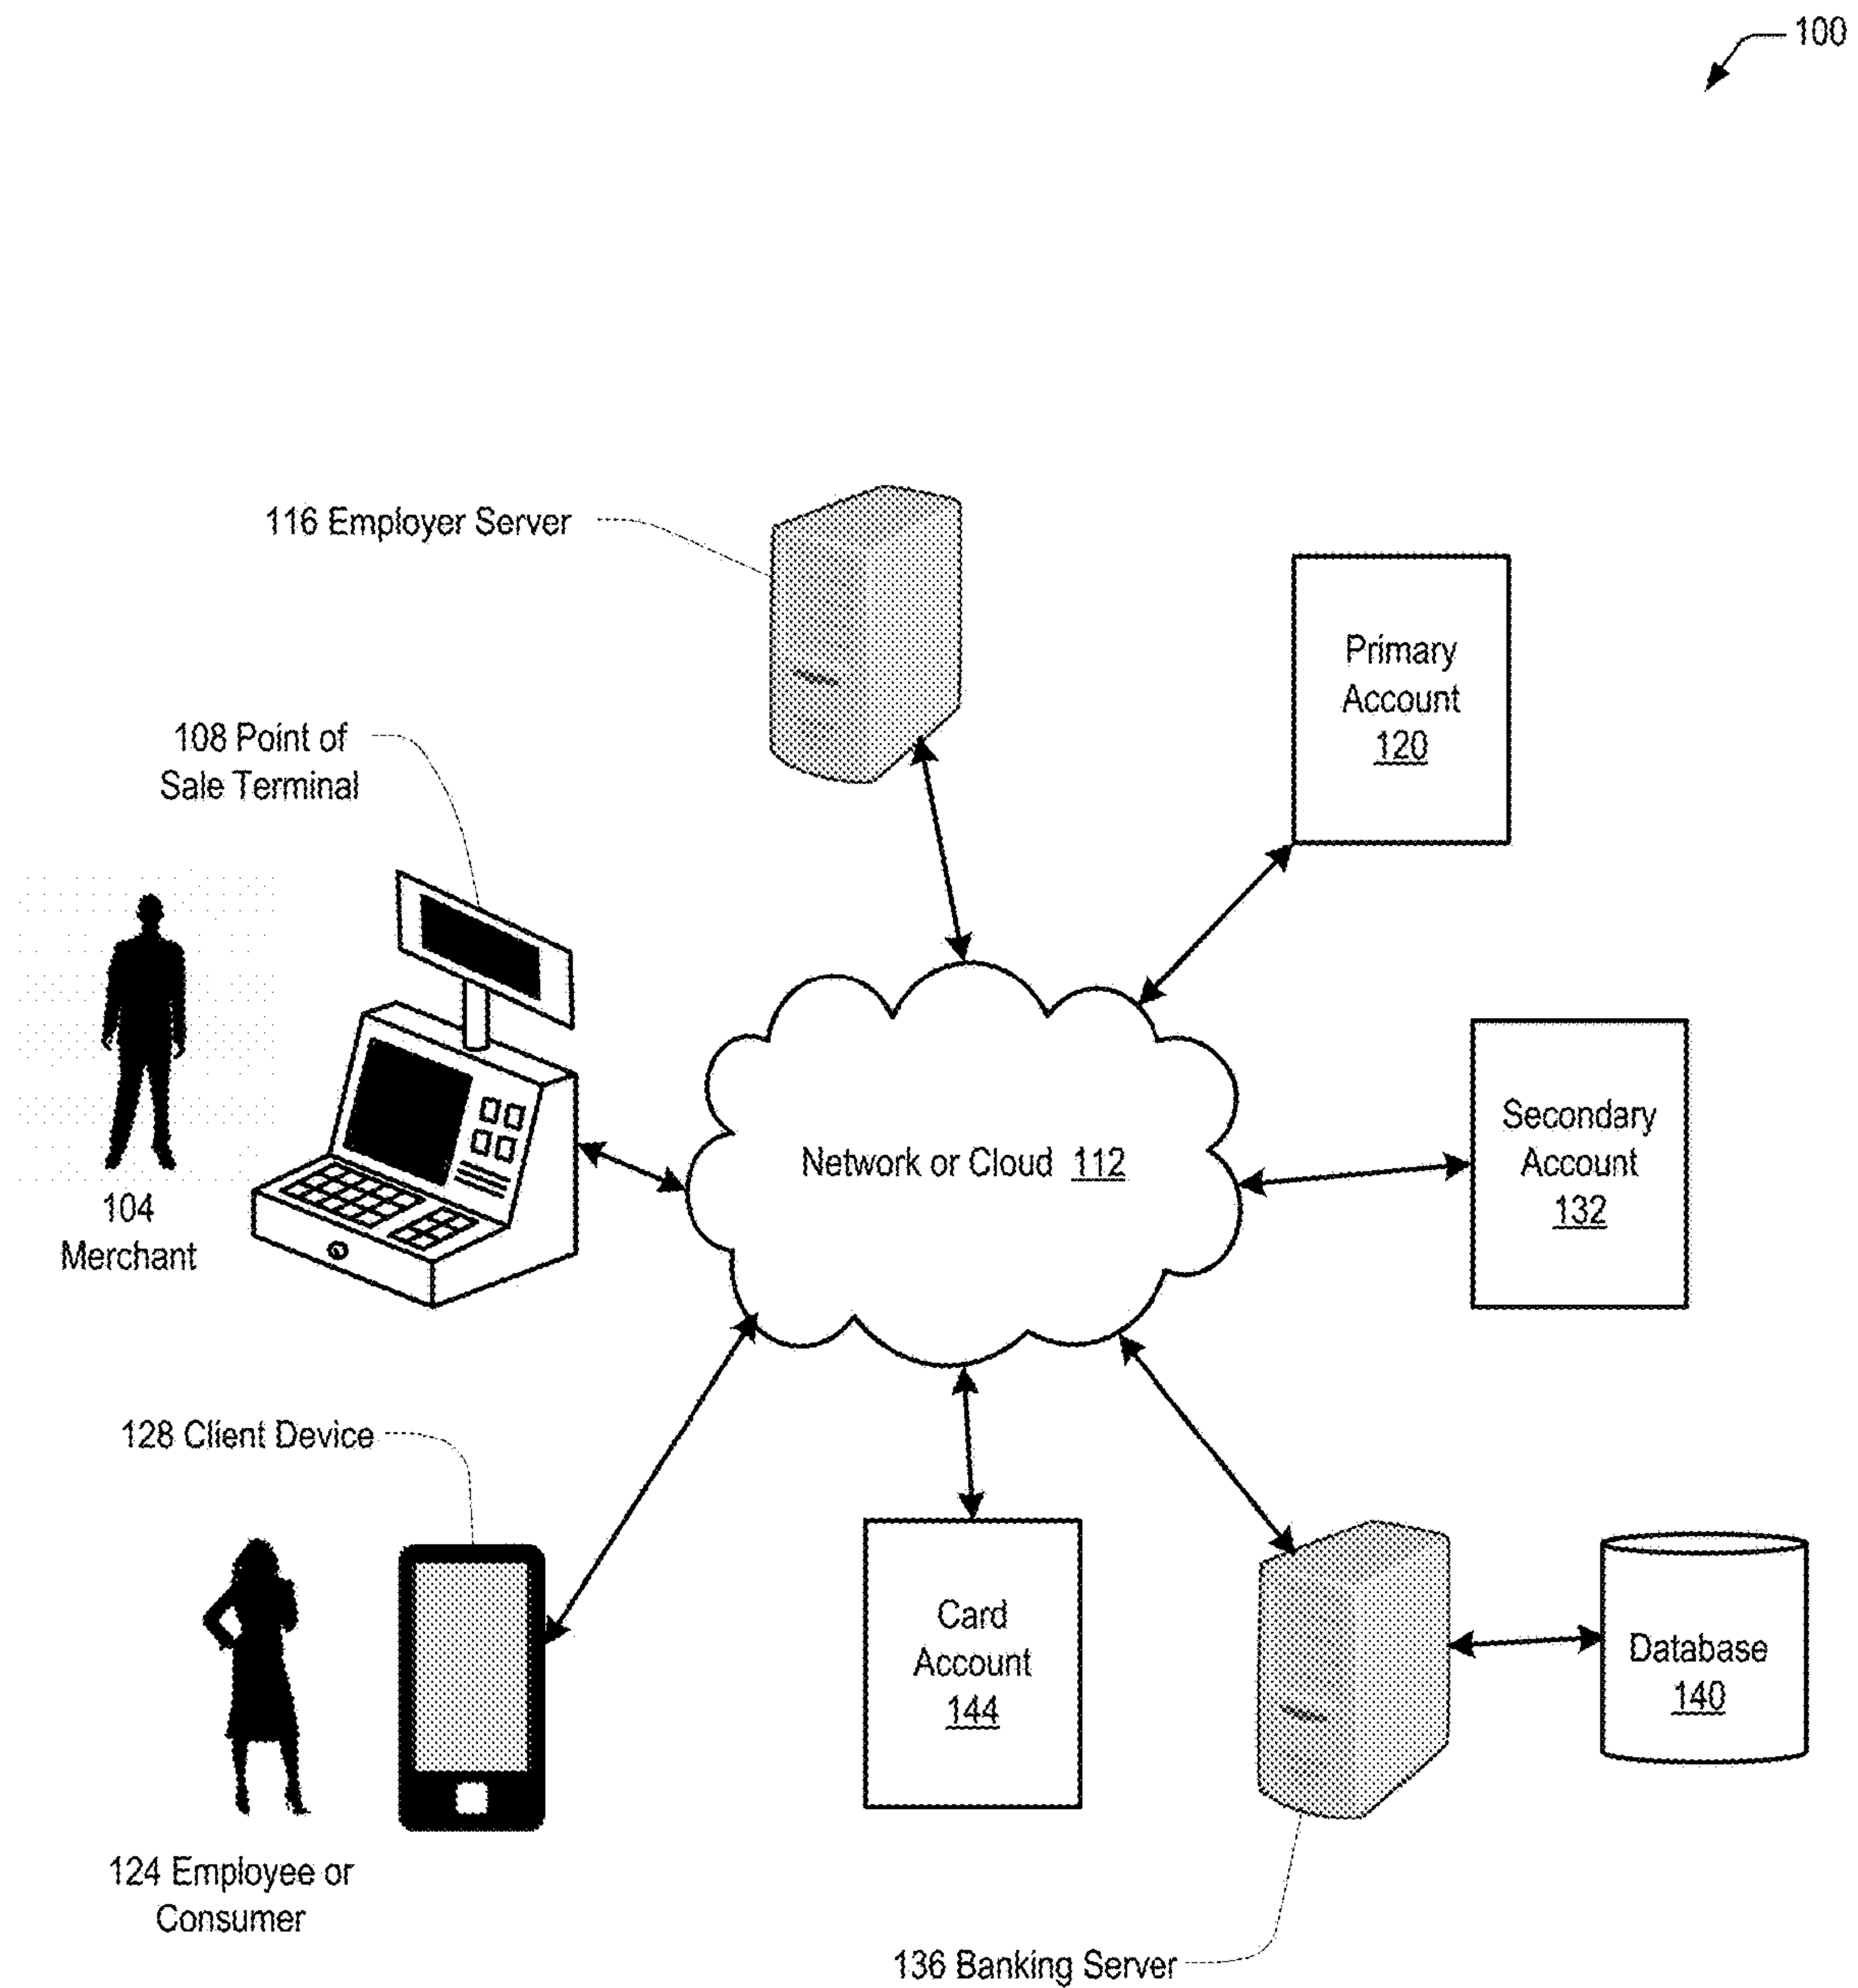 100
116 Employer Server
Primary
Account
120
108 Point of
Sale Terminal
104
Merchant
Network or Cloud 112
Secondary
Account
132
128 Client Device
Card
Account
144
Database
140
124 Employee or
Consumer
136 Banking Server